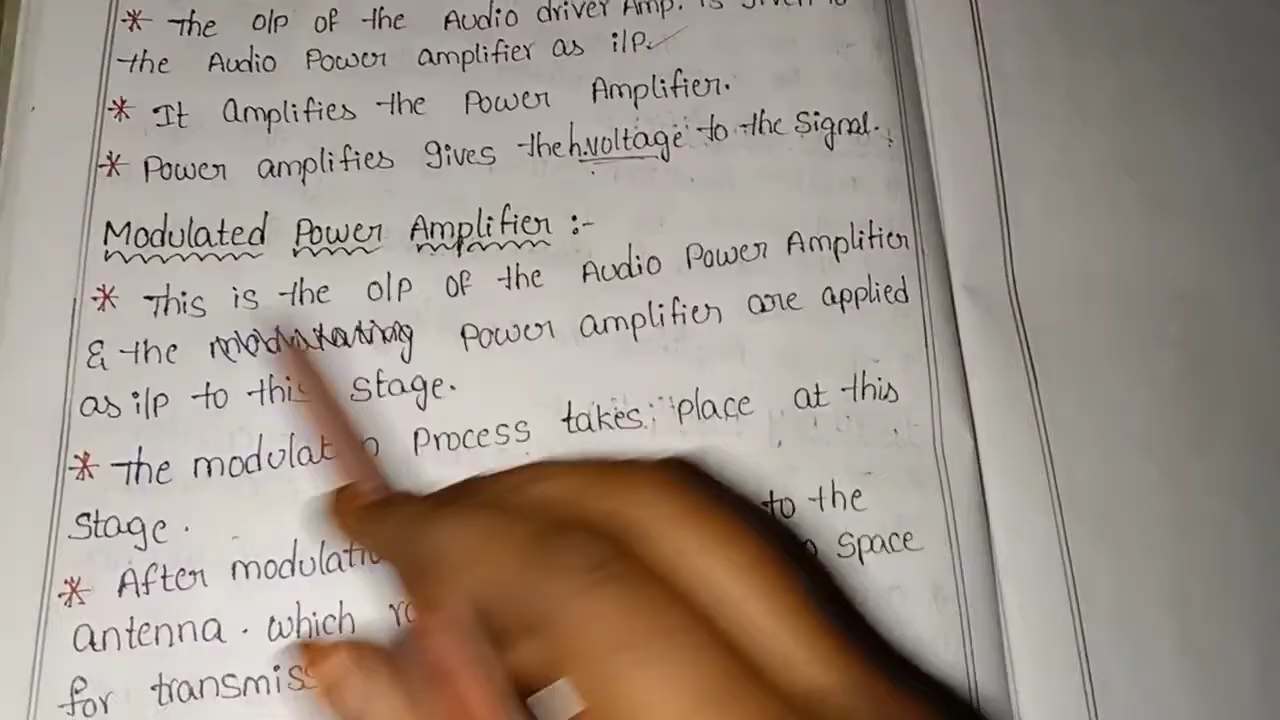 * The o/p of the Audio driver Amp. is given to
the Audio Power amplifier as i/p.
* It amplifies the Power Amplifier.
* Power amplifies gives the h.voltage to the signal.
Modulated Power Amplifier :-
* This is the o/p of the Audio Power Amplifier
& the modulating Power amplifier are applied
as i/p to this stage.
* The modulat Process takes place at this
stage.
* After modulati to the
antenna. which space
for transmiss